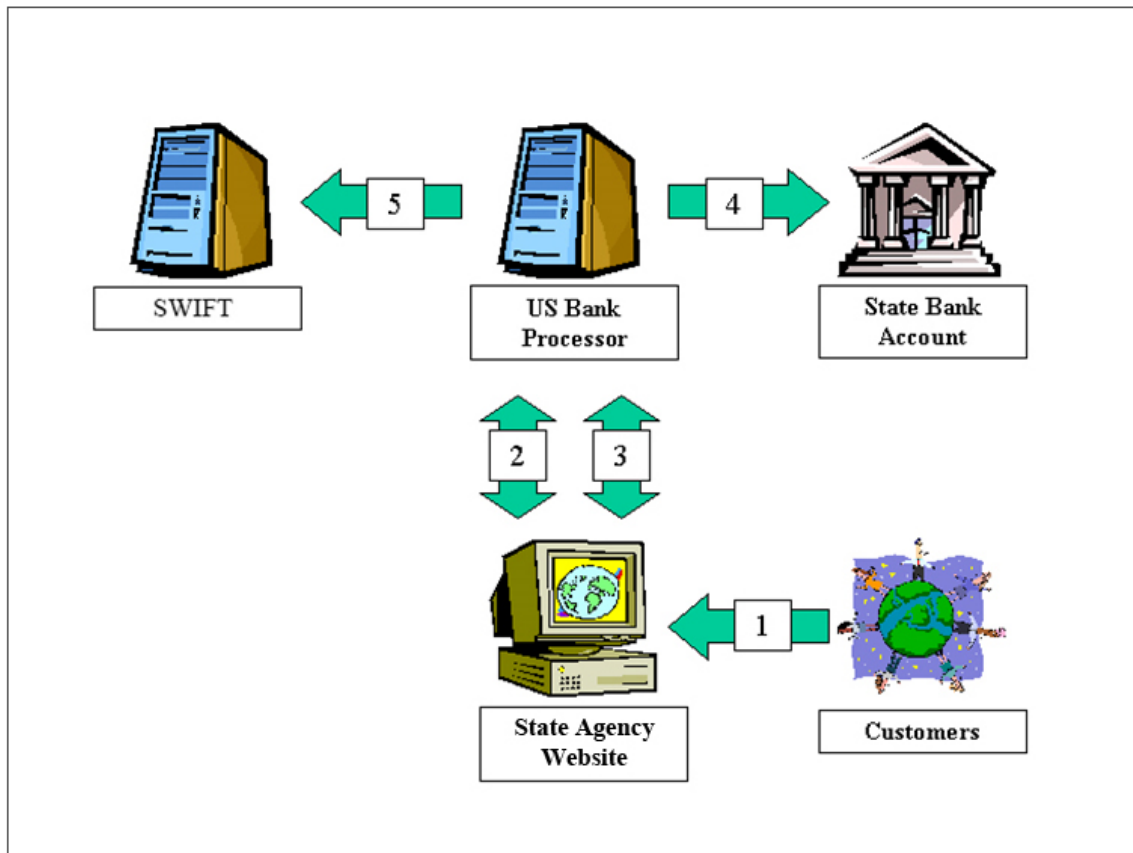 5
4
SWIFT
US Bank
Processor
State Bank
Account
2
3
1
State Agency
Website
Customers